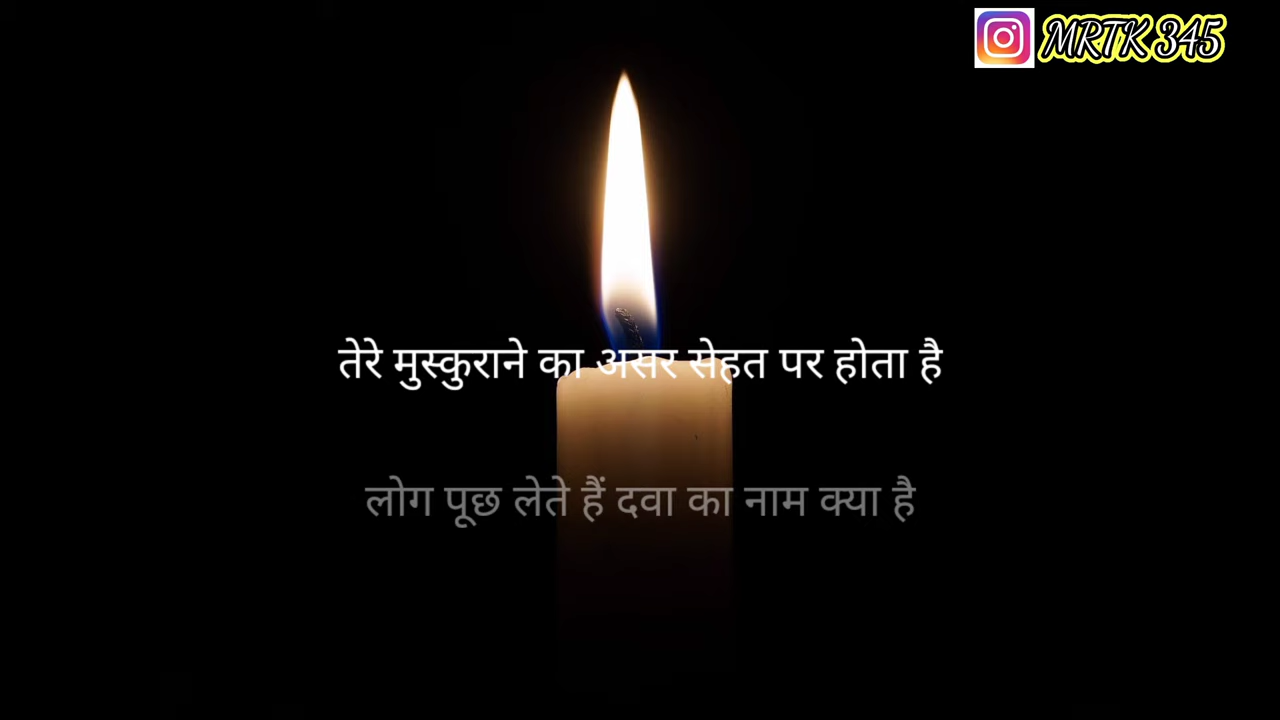 MRTK 345
तेरे मुस्कुराने का असर सेहत पर होता है
लोग पूछ लेते हैं दवा का नाम क्या है